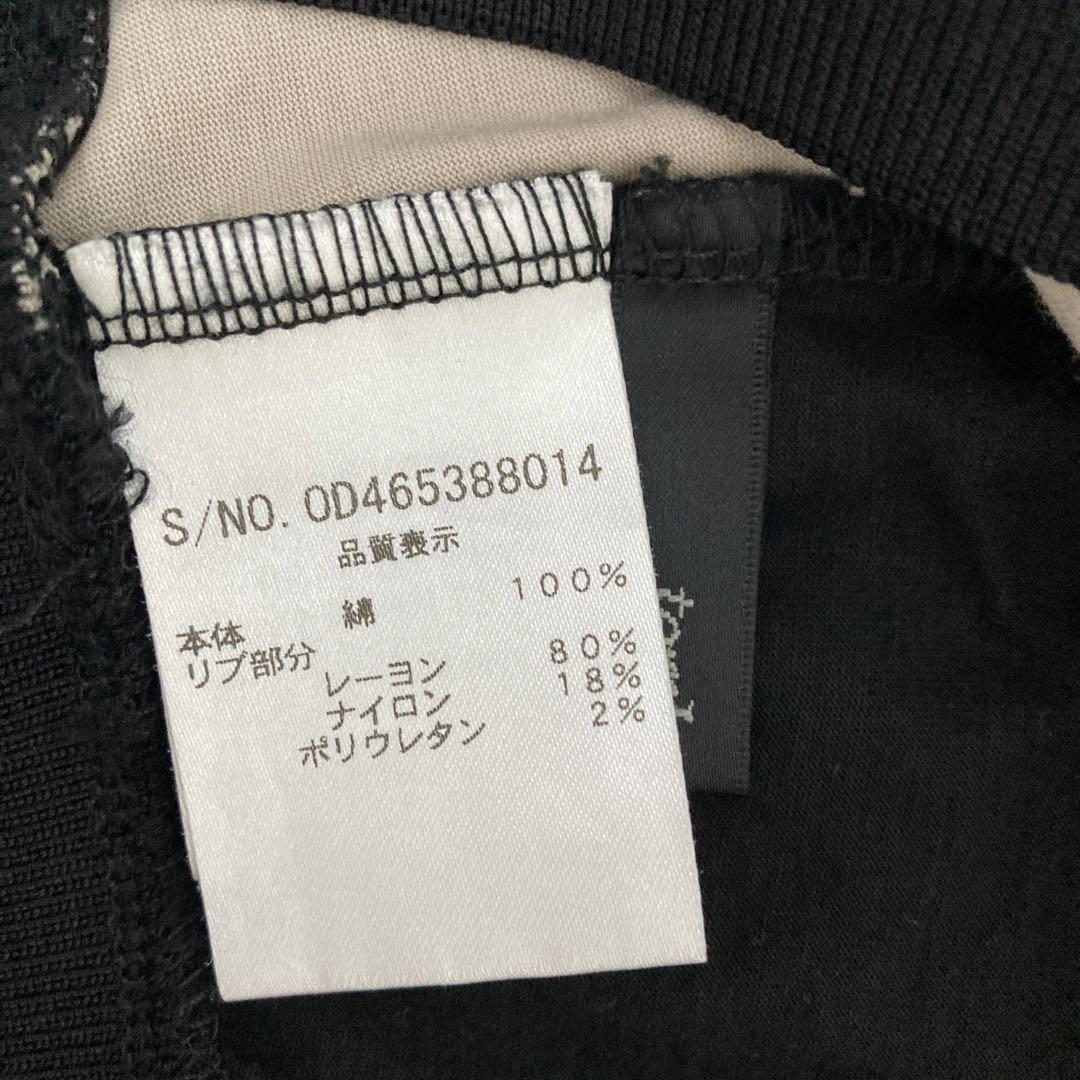 S/NO. OD465388014
品質表示
本体 綿 100%
リブ部分 レーヨン 80%
ナイロン 18%
ポリウレタン 2%